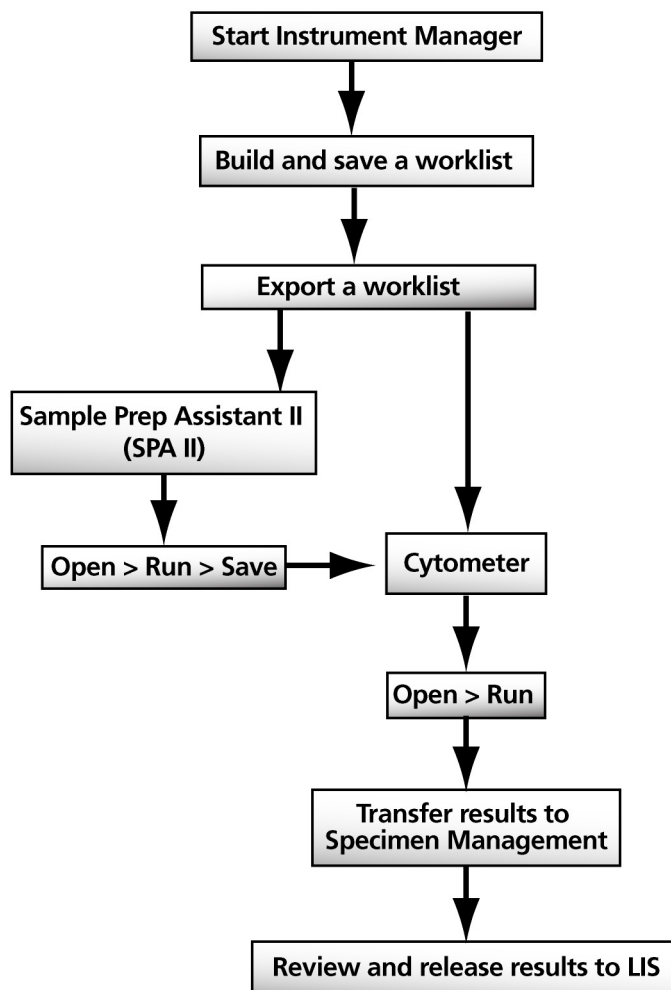 Start Instrument Manager
Build and save a worklist
Export a worklist
Sample Prep Assistant II
(SPA II)
Open > Run > Save
Cytometer
Open > Run
Transfer results to
Specimen Management
Review and release results to LIS